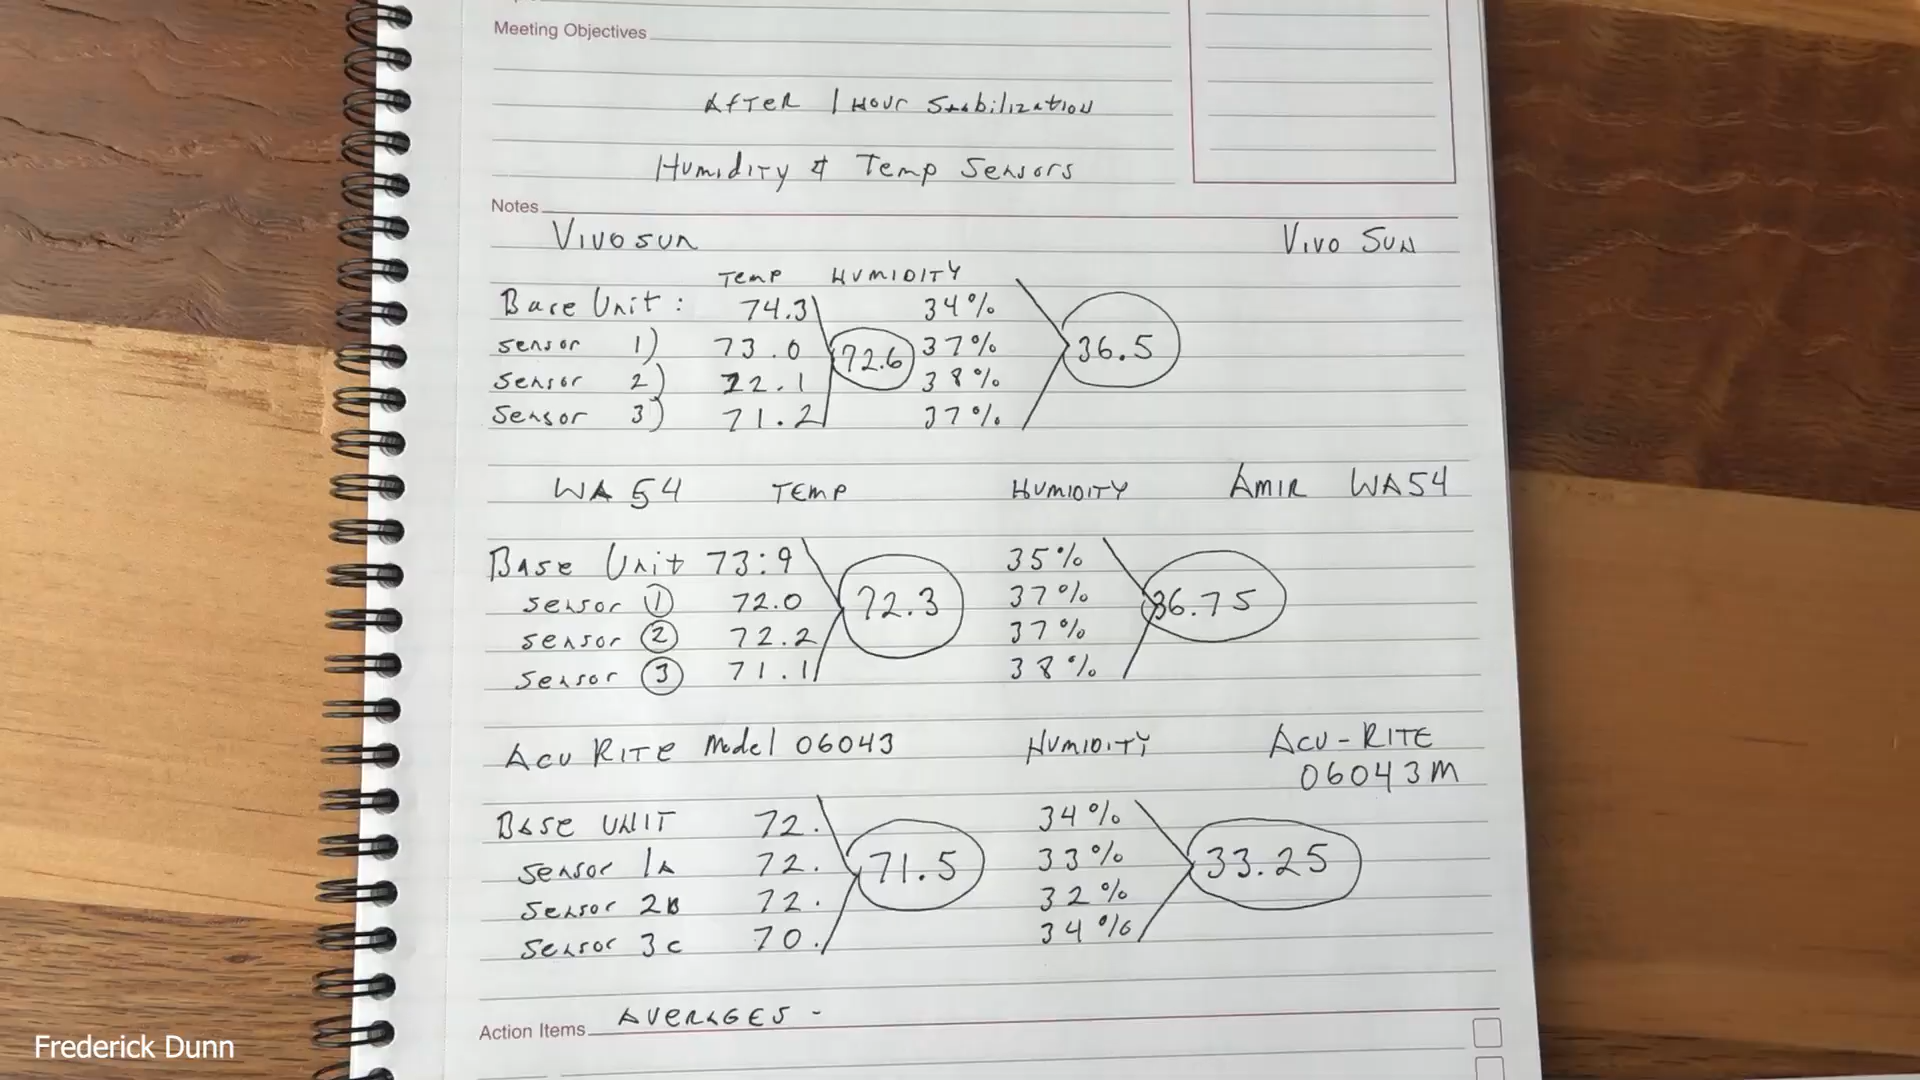 Meeting Objectives
After 1 Hour Stabilization
Humidity & Temp Sensors
Notes
Vivosun Vivo Sun
Temp Humidity
Base Unit: 74.3 34%
sensor 1) 73.0 72.6 37% 36.5
sensor 2) 72.1 38%
sensor 3) 71.2 37%
WA 54 TEMP HUMIDITY AMIR WA54
Base Unit 73:9 35%
sensor 1 72.0 72.3 37% 36.75
sensor 2 72.2 37%
sensor 3 71.1 38%
Acu RITE Model 06043 HUMIDITY ACU-RITE
06043M
BASE UNIT 72. 34%
sensor 1A 72. 71.5 33% 33.25
sensor 2B 72. 32%
sensor 3c 70. 34%
Action Items AVERAGES -
Frederick Dunn